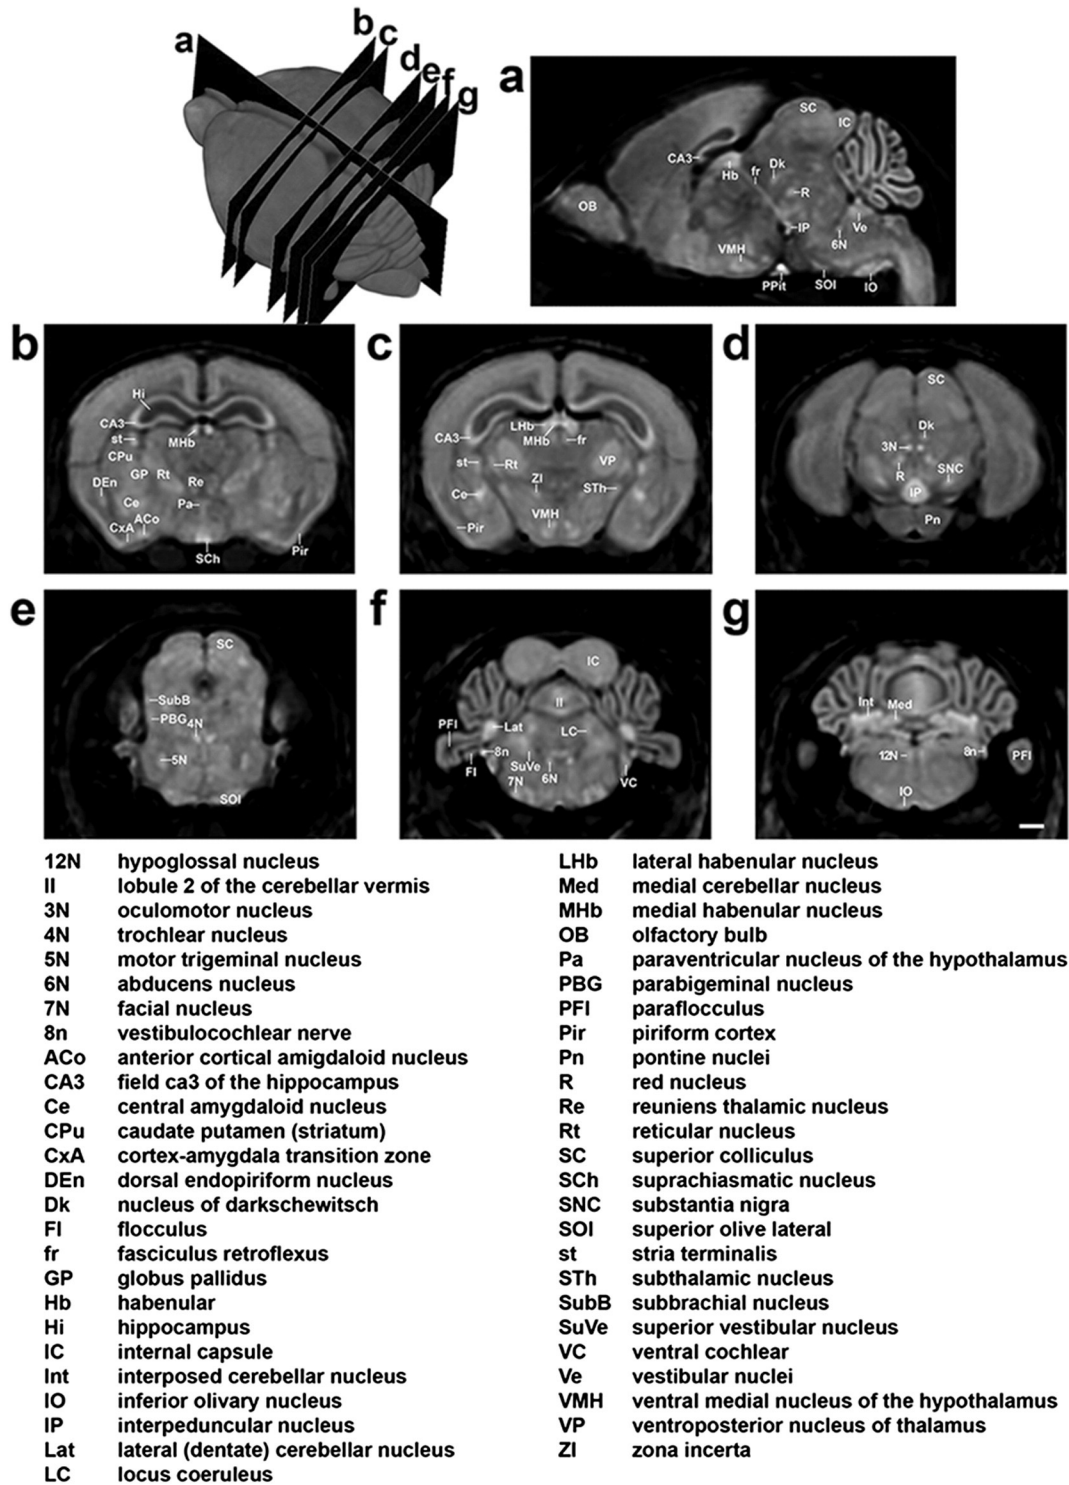 a
b
c
d
e
f
g
a
SC
IC
CA3
Hb
fr
Dk
R
OB
IP
Ve
6N
VMH
PPit
SOl
IO
b
Hi
CA3
st
MHb
CPu
GP
Rt
Re
DEn
Ce
Pa
ACo
CxA
SCh
Pir
c
LHb
MHb
fr
CA3
st
Rt
VP
ZI
STh
Ce
VMH
Pir
d
SC
Dk
3N
R
SNC
IP
Pn
e
SC
SubB
PBG
4N
5N
SOl
f
IC
II
PFl
Lat
LC
8n
Fl
SuVe
7N
6N
VC
g
Int
Med
12N
8n
PFl
IO
12N hypoglossal nucleus
II lobule 2 of the cerebellar vermis
3N oculomotor nucleus
4N trochlear nucleus
5N motor trigeminal nucleus
6N abducens nucleus
7N facial nucleus
8n vestibulocochlear nerve
ACo anterior cortical amigdaloid nucleus
CA3 field ca3 of the hippocampus
Ce central amygdaloid nucleus
CPu caudate putamen (striatum)
CxA cortex-amygdala transition zone
DEn dorsal endopiriform nucleus
Dk nucleus of darkschewitsch
Fl flocculus
fr fasciculus retroflexus
GP globus pallidus
Hb habenular
Hi hippocampus
IC internal capsule
Int interposed cerebellar nucleus
IO inferior olivary nucleus
IP interpeduncular nucleus
Lat lateral (dentate) cerebellar nucleus
LC locus coeruleus
LHb lateral habenular nucleus
Med medial cerebellar nucleus
MHb medial habenular nucleus
OB olfactory bulb
Pa paraventricular nucleus of the hypothalamus
PBG parabigeminal nucleus
PFl paraflocculus
Pir piriform cortex
Pn pontine nuclei
R red nucleus
Re reuniens thalamic nucleus
Rt reticular nucleus
SC superior colliculus
SCh suprachiasmatic nucleus
SNC substantia nigra
SOl superior olive lateral
st stria terminalis
STh subthalamic nucleus
SubB subbrachial nucleus
SuVe superior vestibular nucleus
VC ventral cochlear
Ve vestibular nuclei
VMH ventral medial nucleus of the hypothalamus
VP ventroposterior nucleus of thalamus
ZI zona incerta